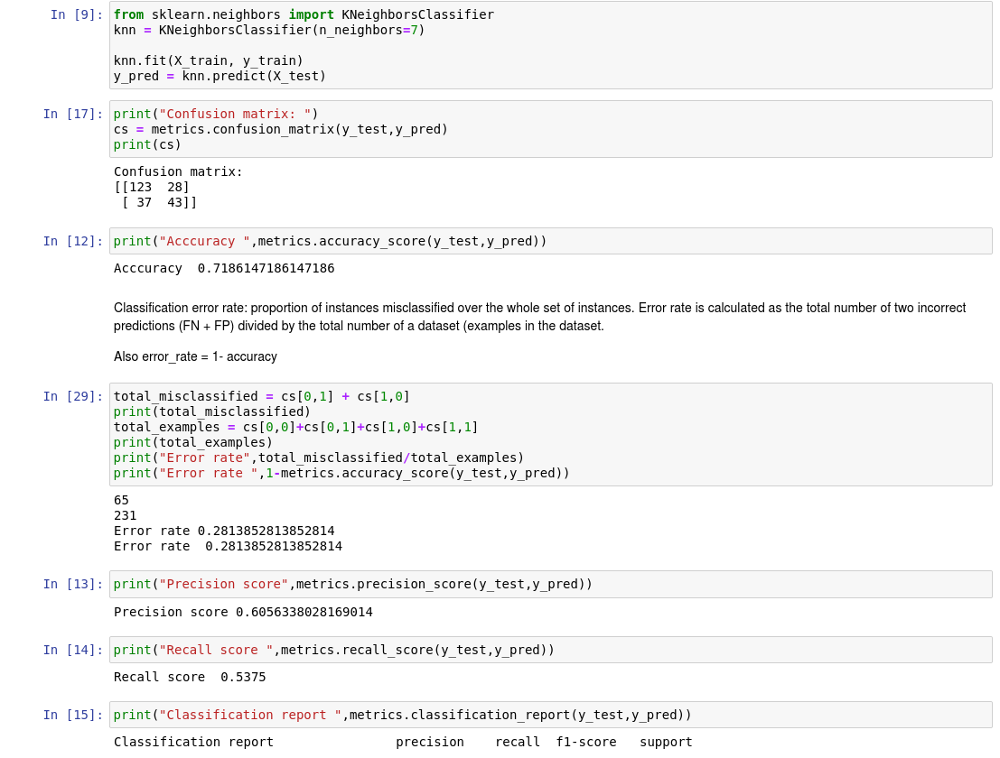 In [9]: from sklearn.neighbors import KNeighborsClassifier
knn = KNeighborsClassifier(n_neighbors=7)
knn.fit(X_train, y_train)
y_pred = knn.predict(X_test)
In [17]: print("Confusion matrix: ")
cs = metrics.confusion_matrix(y_test,y_pred)
print(cs)
Confusion matrix:
[[123  28]
 [ 37  43]]
In [12]: print("Acccuracy ",metrics.accuracy_score(y_test,y_pred))
Acccuracy  0.7186147186147186
Classification error rate: proportion of instances misclassified over the whole set of instances. Error rate is calculated as the total number of two incorrect
predictions (FN + FP) divided by the total number of a dataset (examples in the dataset.
Also error_rate = 1- accuracy
In [29]: total_misclassified = cs[0,1] + cs[1,0]
print(total_misclassified)
total_examples = cs[0,0]+cs[0,1]+cs[1,0]+cs[1,1]
print(total_examples)
print("Error rate",total_misclassified/total_examples)
print("Error rate ",1-metrics.accuracy_score(y_test,y_pred))
65
231
Error rate 0.2813852813852814
Error rate  0.2813852813852814
In [13]: print("Precision score",metrics.precision_score(y_test,y_pred))
Precision score 0.6056338028169014
In [14]: print("Recall score ",metrics.recall_score(y_test,y_pred))
Recall score  0.5375
In [15]: print("Classification report ",metrics.classification_report(y_test,y_pred))
Classification report                precision    recall  f1-score   support